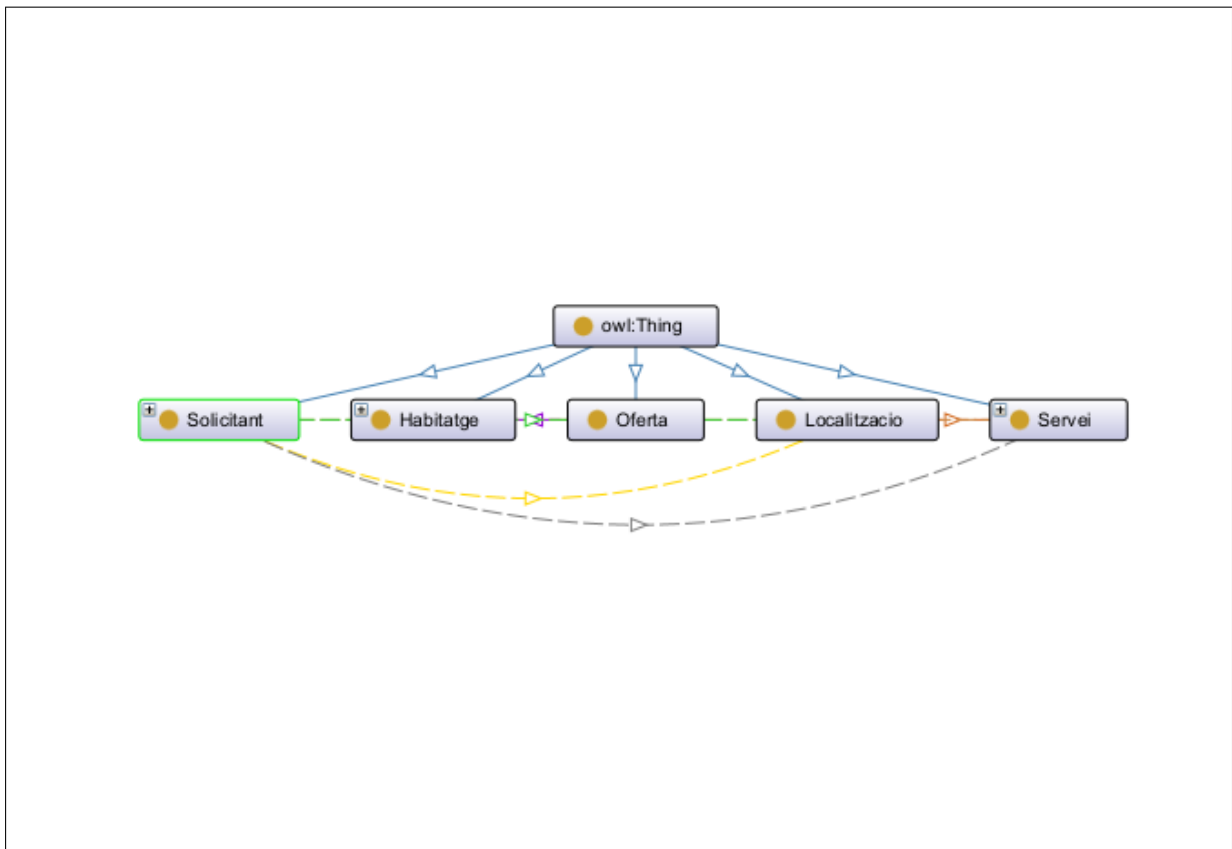 owl:Thing
Solicitant
Habitatge
Oferta
Localitzacio
Servei